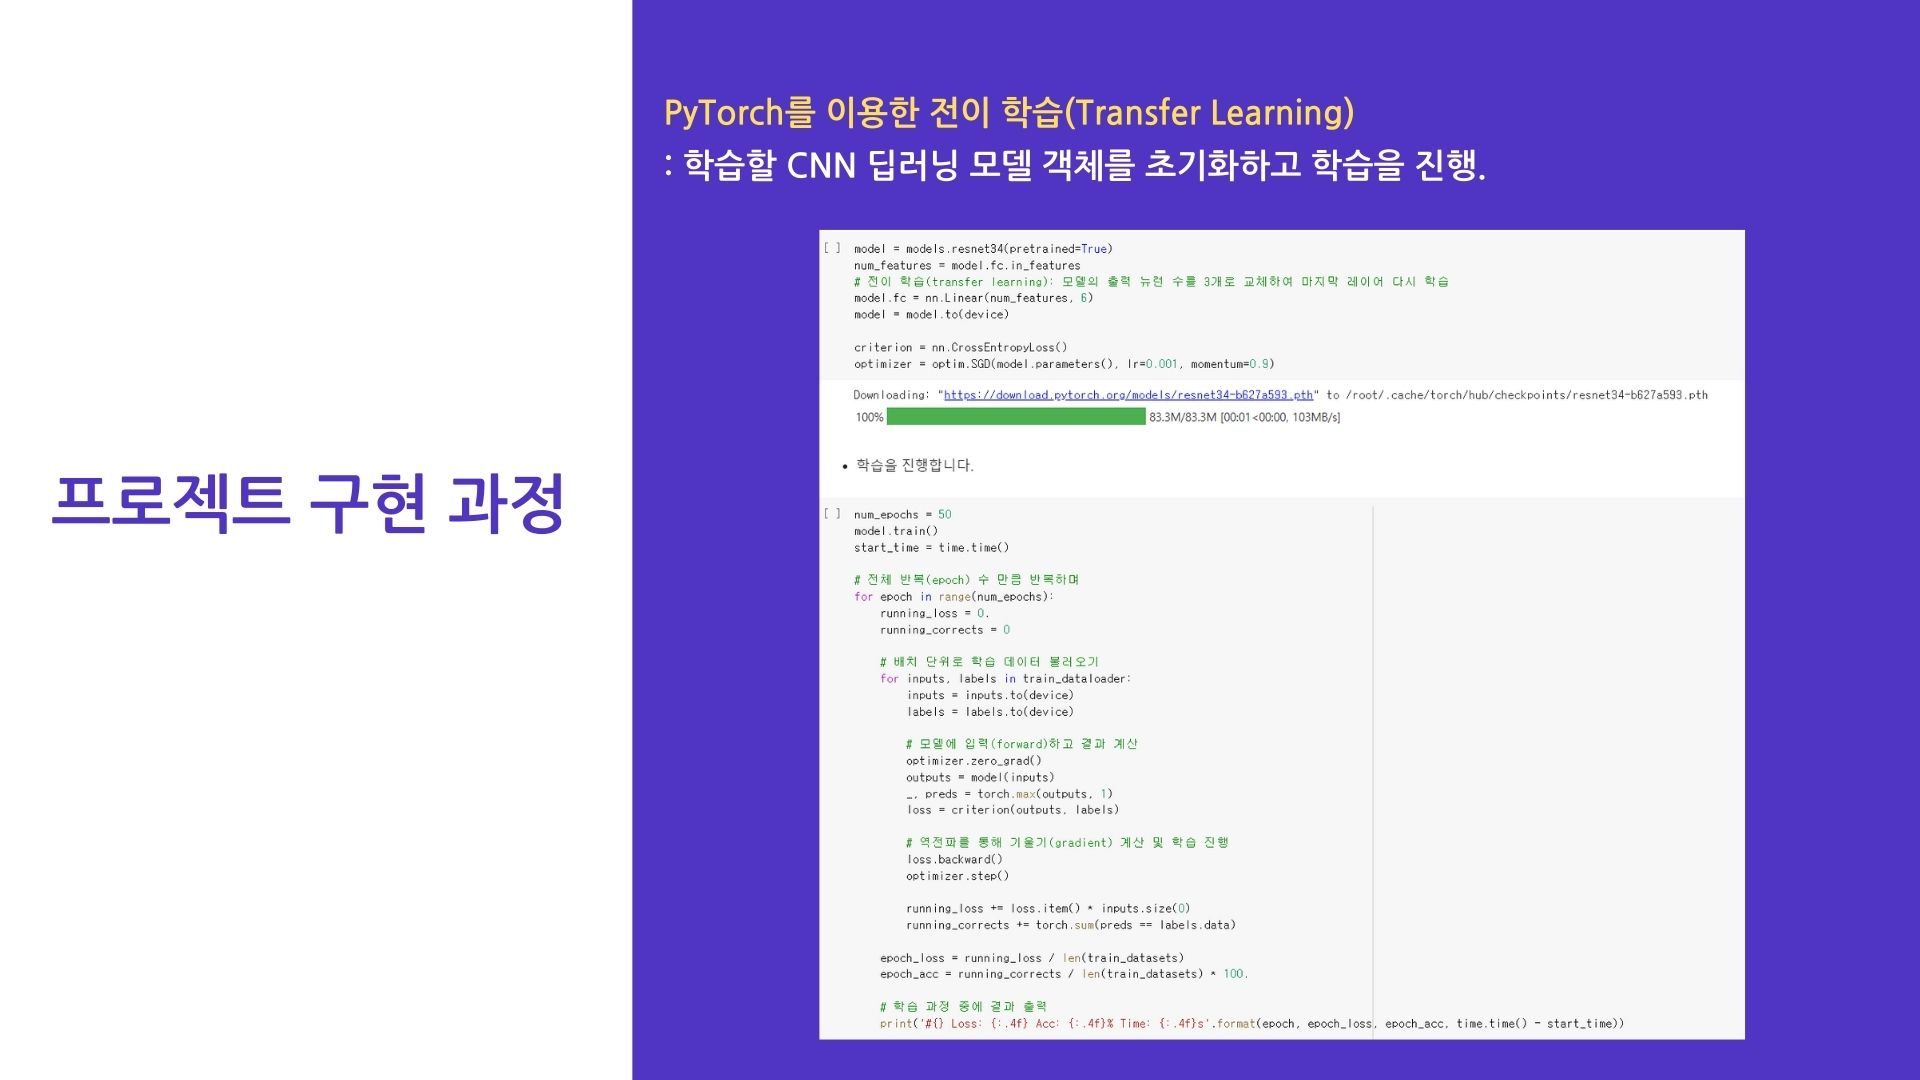 프로젝트 구현 과정
PyTorch를 이용한 전이 학습(Transfer Learning)
: 학습할 CNN 딥러닝 모델 객체를 초기화하고 학습을 진행.
[ ] model = models.resnet34(pretrained=True)
num_features = model.fc.in_features
# 전이 학습(transfer learning): 모델의 출력 뉴런 수를 3개로 교체하여 마지막 레이어 다시 학습
model.fc = nn.Linear(num_features, 6)
model = model.to(device)
criterion = nn.CrossEntropyLoss()
optimizer = optim.SGD(model.parameters(), lr=0.001, momentum=0.9)
Downloading: "https://download.pytorch.org/models/resnet34-b627a593.pth" to /root/.cache/torch/hub/checkpoints/resnet34-b627a593.pth
100% 83.3M/83.3M [00:01<00:00, 103MB/s]
• 학습을 진행합니다.
[ ] num_epochs = 50
model.train()
start_time = time.time()
# 전체 반복(epoch) 수 만큼 반복하며
for epoch in range(num_epochs):
running_loss = 0.
running_corrects = 0
# 배치 단위로 학습 데이터 불러오기
for inputs, labels in train_dataloader:
inputs = inputs.to(device)
labels = labels.to(device)
# 모델에 입력(forward)하고 결과 계산
optimizer.zero_grad()
outputs = model(inputs)
_, preds = torch.max(outputs, 1)
loss = criterion(outputs, labels)
# 역전파를 통해 기울기(gradient) 계산 및 학습 진행
loss.backward()
optimizer.step()
running_loss += loss.item() * inputs.size(0)
running_corrects += torch.sum(preds == labels.data)
epoch_loss = running_loss / len(train_datasets)
epoch_acc = running_corrects / len(train_datasets) * 100.
# 학습 과정 중에 결과 출력
print('#{} Loss: {:.4f} Acc: {:.4f}% Time: {:.4f}s'.format(epoch, epoch_loss, epoch_acc, time.time() - start_time))